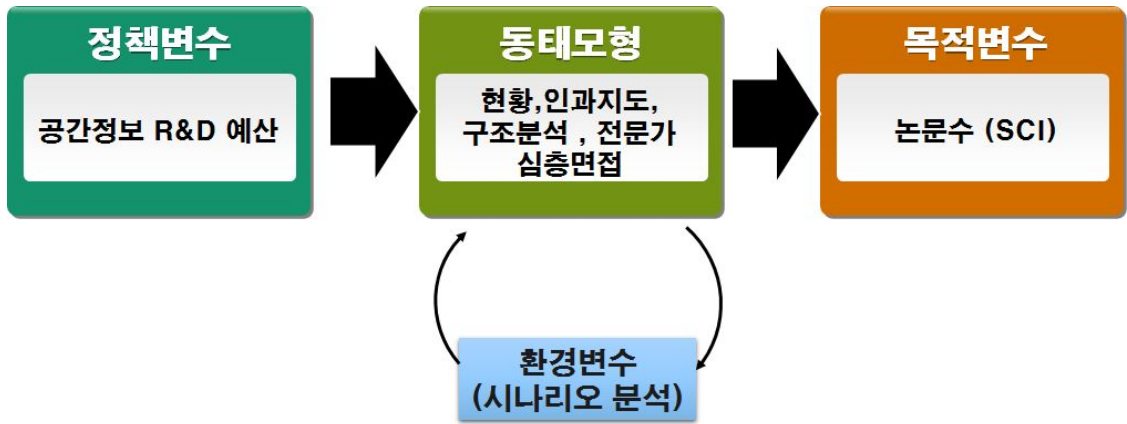 정책변수
공간정보 R&D 예산
동태모형
현황,인과지도,
구조분석 , 전문가
심층면접
목적변수
논문수 (SCI)
환경변수
(시나리오 분석)